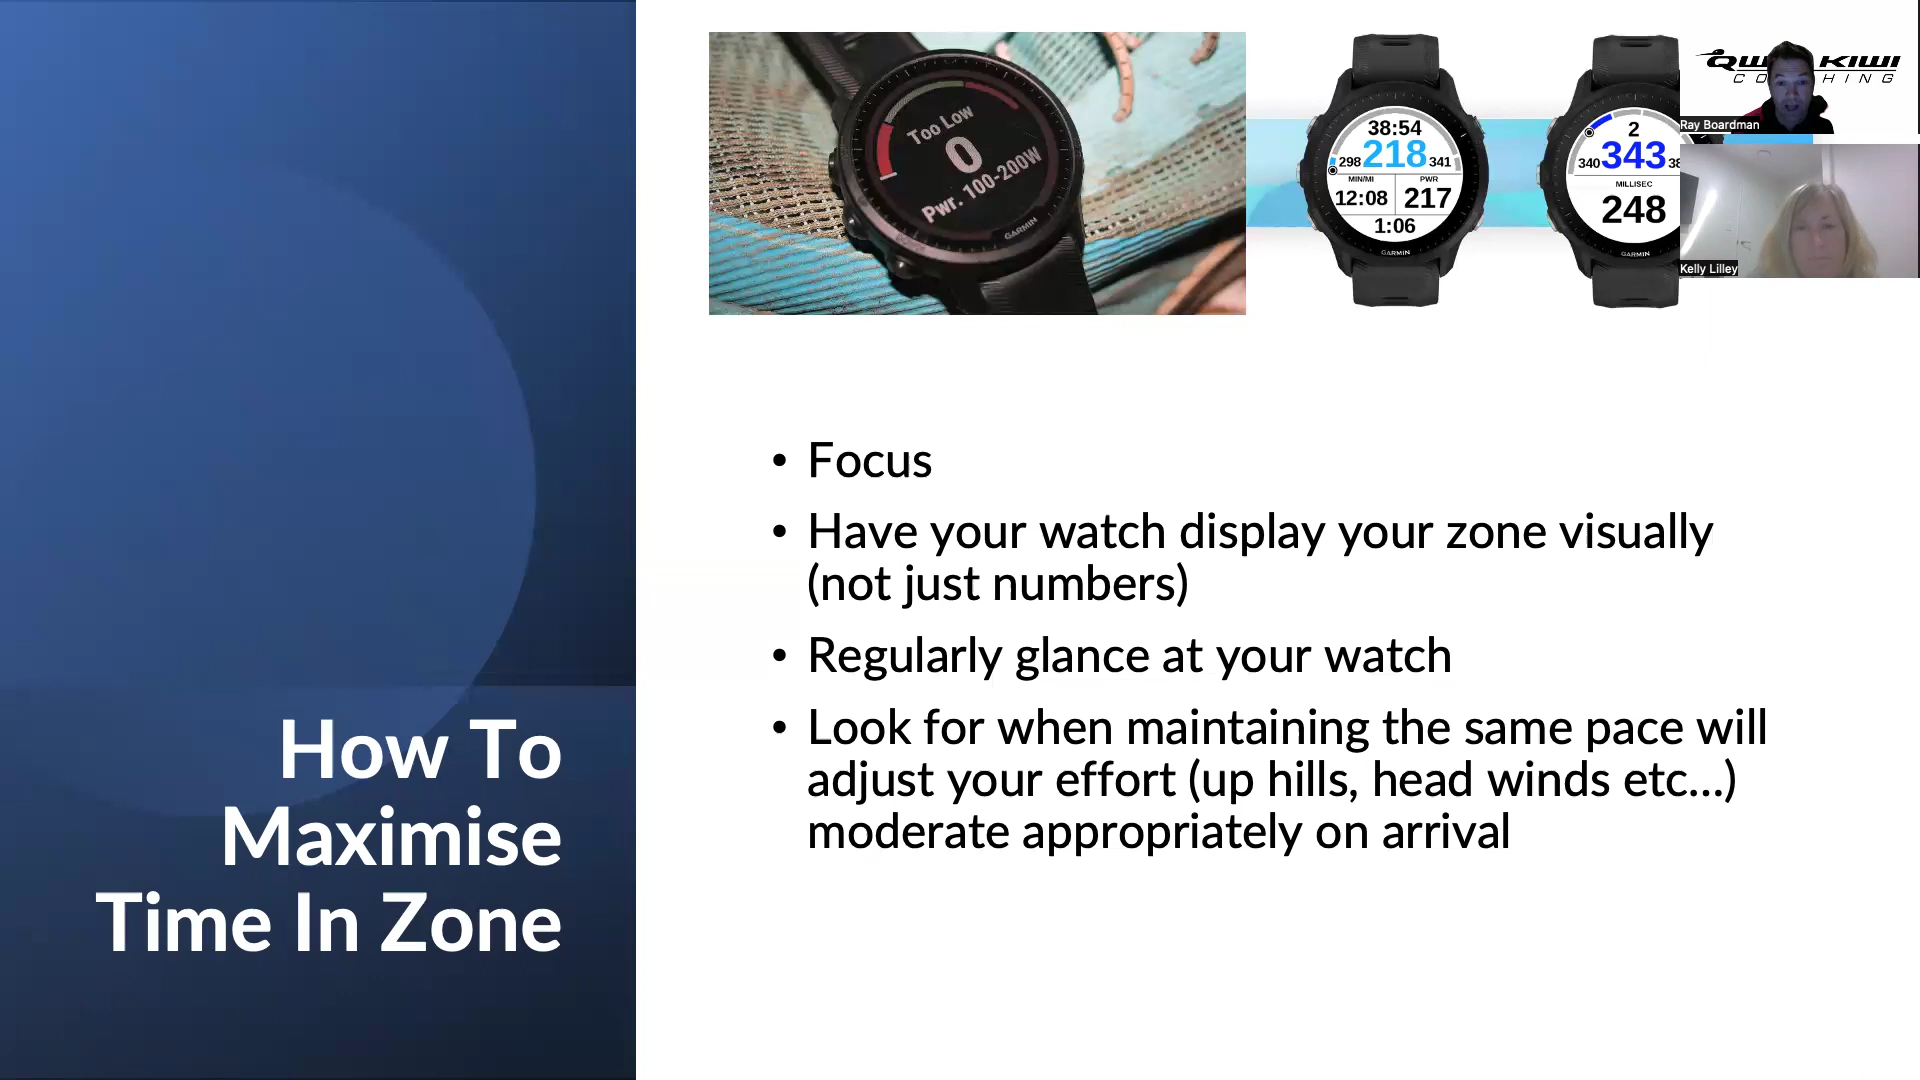 How To
Maximise
Time In Zone
Too Low
0
Pwr. 100-200W
GARMIN
38:54
298 218 341
MIN/MI PWR
12:08 217
1:06
GARMIN
2
340 343
MILLISEC
248
GARMIN
KIWI
Ray Boardman
Kelly Lilley
• Focus
• Have your watch display your zone visually
(not just numbers)
• Regularly glance at your watch
• Look for when maintaining the same pace will
adjust your effort (up hills, head winds etc...)
moderate appropriately on arrival